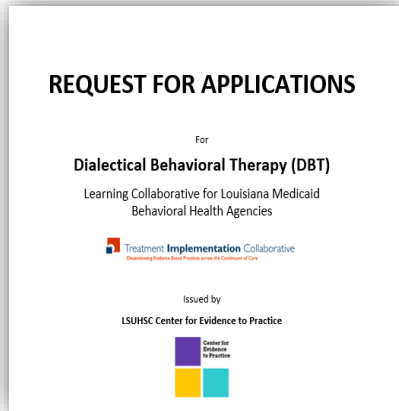 REQUEST FOR APPLICATIONS
For
Dialectical Behavioral Therapy (DBT)
Learning Collaborative for Louisiana Medicaid
Behavioral Health Agencies
Treatment Implementation Collaborative
Disseminating Evidence Based Practices across the Continuum of Care
Issued by
LSUHSC Center for Evidence to Practice
Center for
Evidence
to Practice